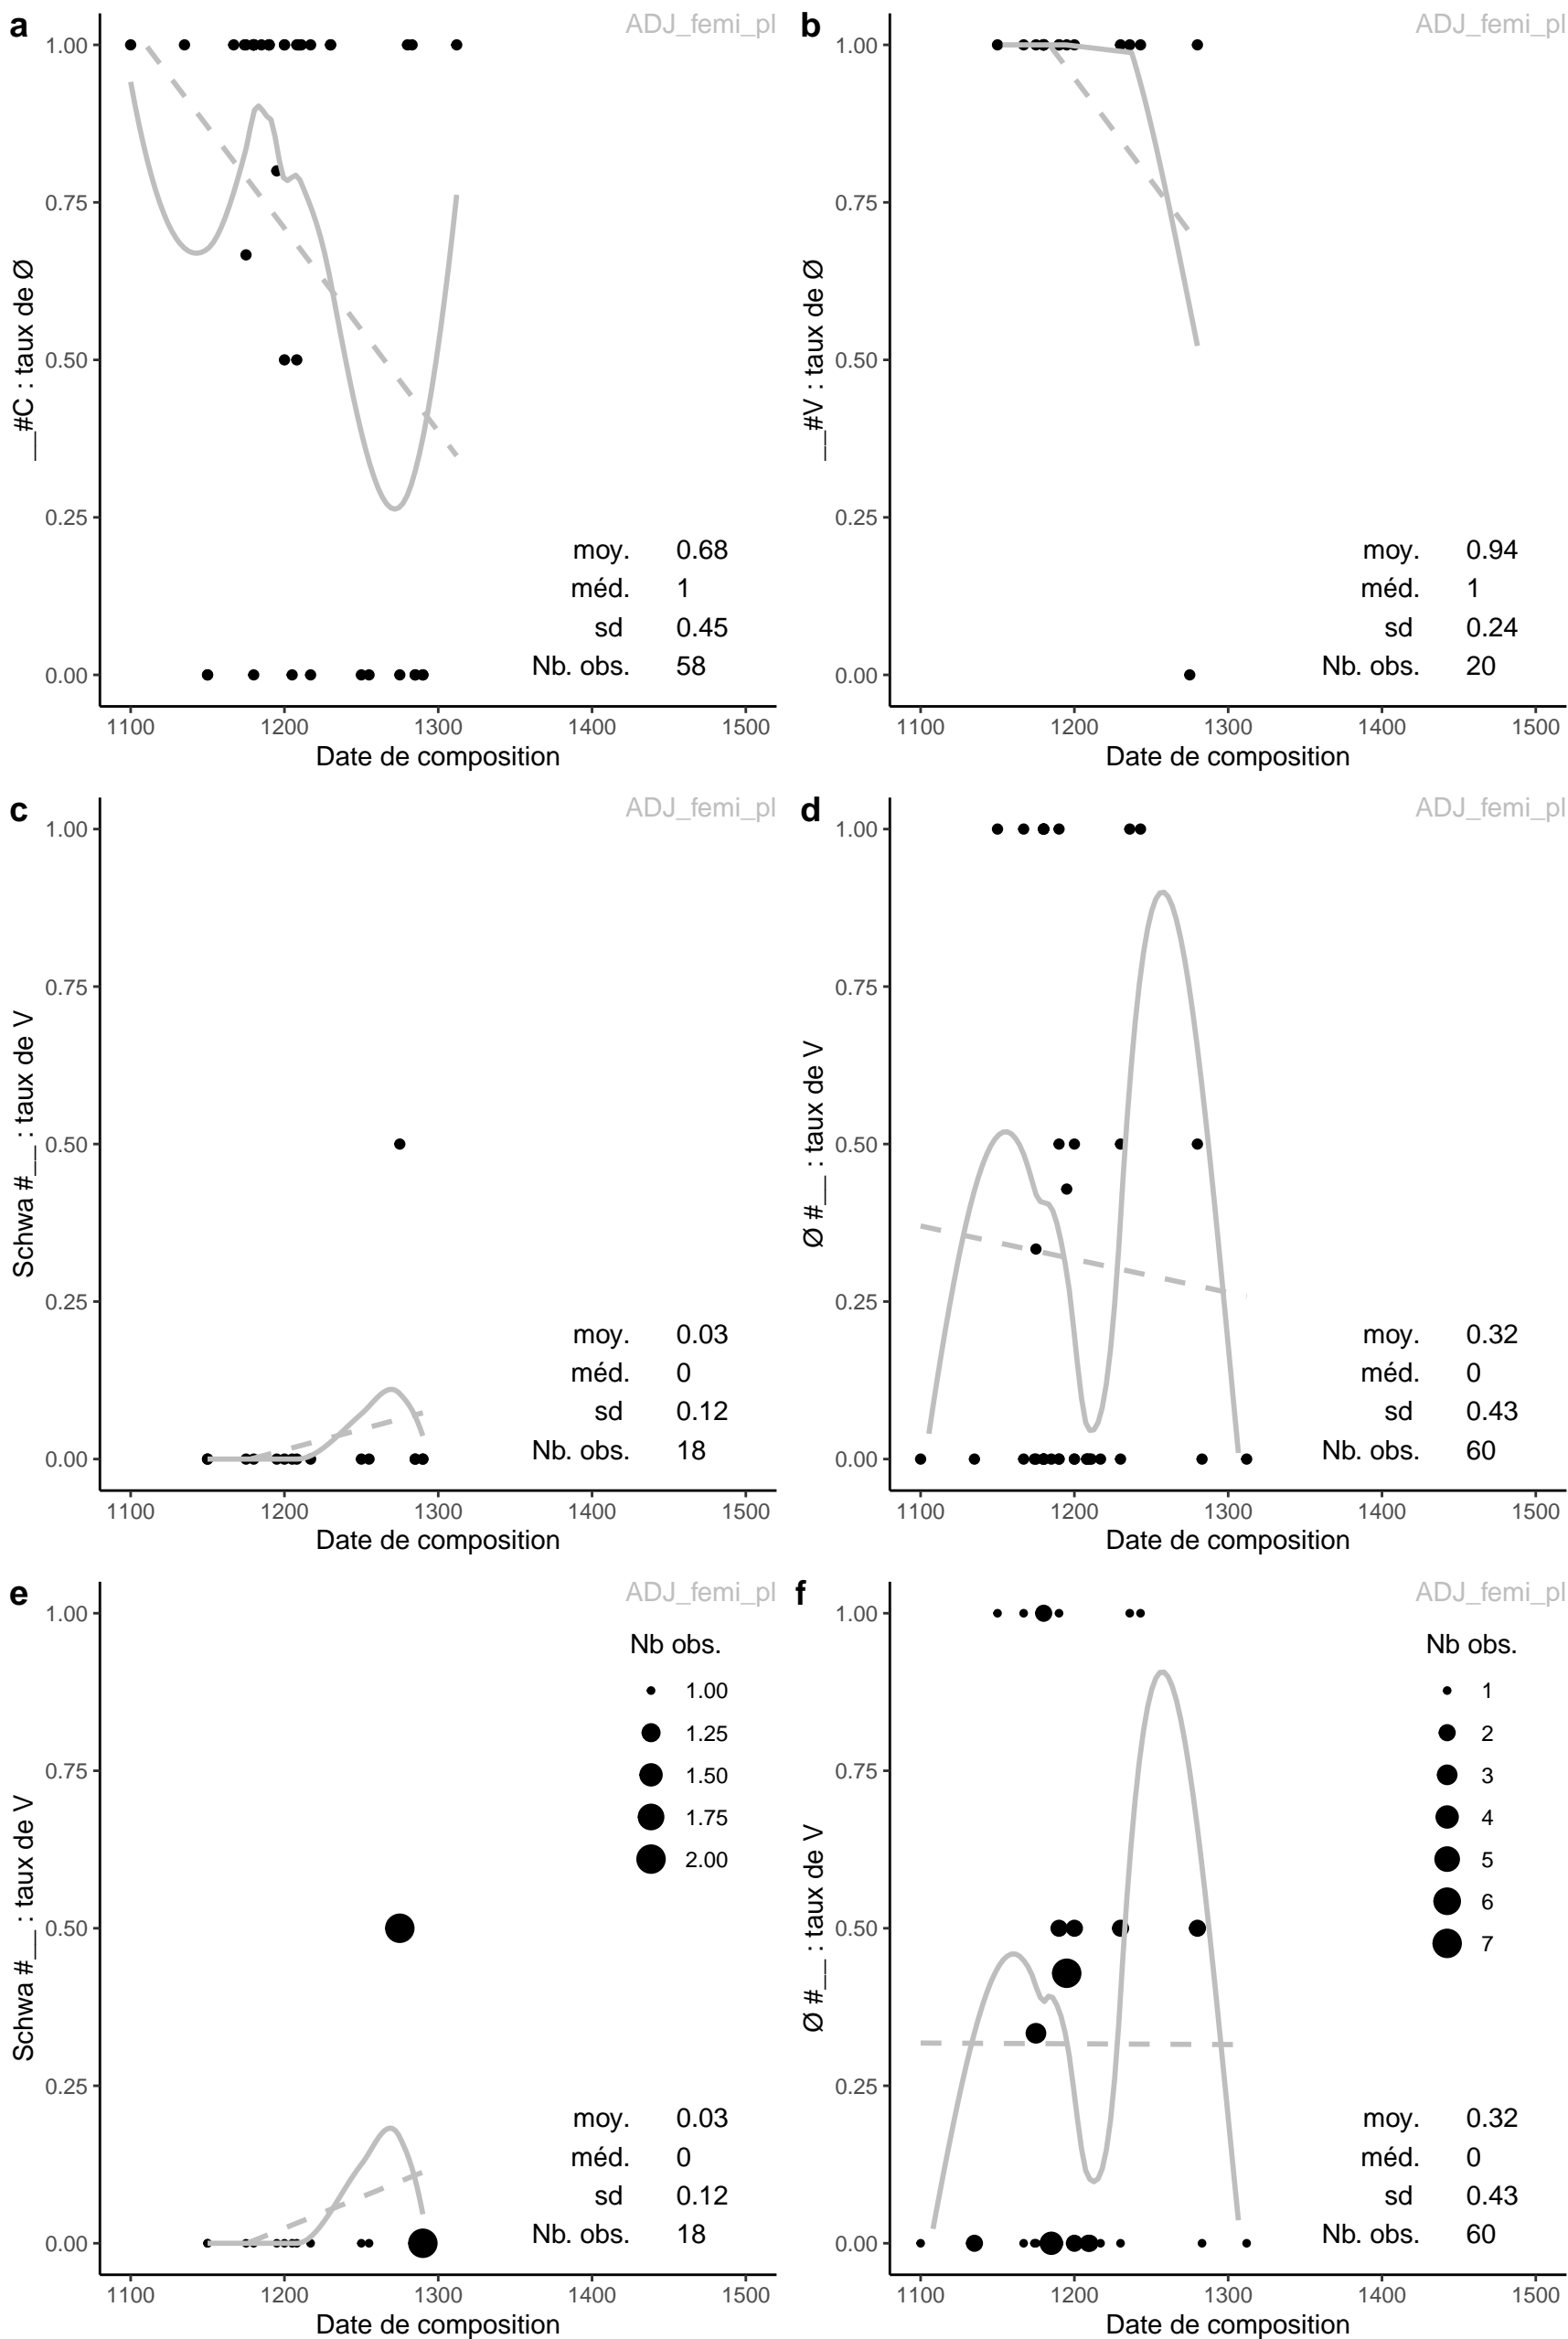 a
ADJ_femi_pl
__#C : taux de Ø
1.00
0.75
0.50
0.25
0.00
moy. 0.68
méd. 1
sd 0.45
Nb. obs. 58
1100 1200 1300 1400 1500
Date de composition
b
ADJ_femi_pl
__#V : taux de Ø
1.00
0.75
0.50
0.25
0.00
moy. 0.94
méd. 1
sd 0.24
Nb. obs. 20
1100 1200 1300 1400 1500
Date de composition
c
ADJ_femi_pl
Schwa #__ : taux de V
1.00
0.75
0.50
0.25
0.00
moy. 0.03
méd. 0
sd 0.12
Nb. obs. 18
1100 1200 1300 1400 1500
Date de composition
d
ADJ_femi_pl
Ø #__ : taux de V
1.00
0.75
0.50
0.25
0.00
moy. 0.32
méd. 0
sd 0.43
Nb. obs. 60
1100 1200 1300 1400 1500
Date de composition
e
ADJ_femi_pl
Schwa #__ : taux de V
1.00
0.75
0.50
0.25
0.00
Nb obs.
1.00
1.25
1.50
1.75
2.00
moy. 0.03
méd. 0
sd 0.12
Nb. obs. 18
1100 1200 1300 1400 1500
Date de composition
f
ADJ_femi_pl
Ø #__ : taux de V
1.00
0.75
0.50
0.25
0.00
Nb obs.
1
2
3
4
5
6
7
moy. 0.32
méd. 0
sd 0.43
Nb. obs. 60
1100 1200 1300 1400 1500
Date de composition